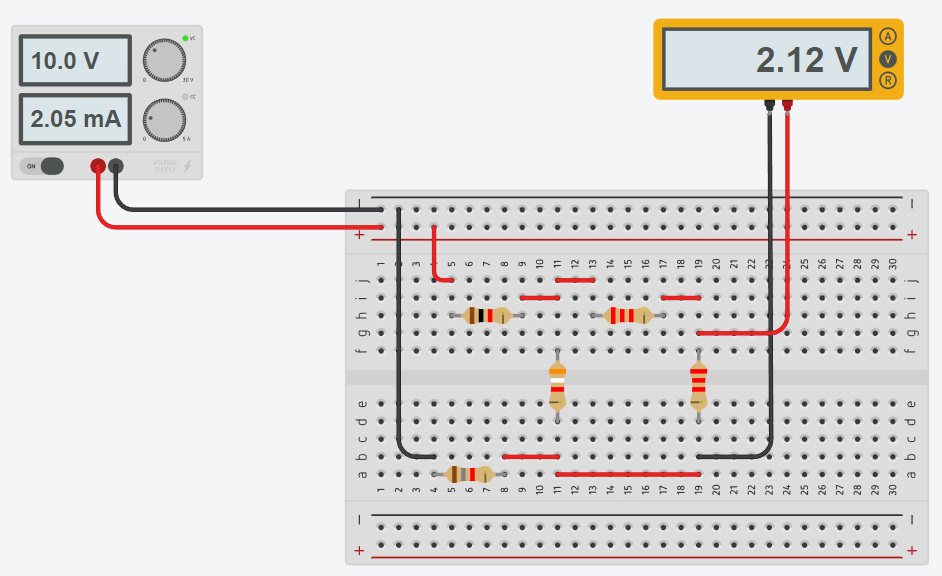 10.0 V
VC
0
30 V
2.05 mA
CC
0
5 A
ON
VOLTAGE
SUPPLY
2.12 V
A
V
R
+ +
1 2 3 4 5 6 7 8 9 10 11 12 13 14 15 16 17 18 19 20 21 22 23 24 25 26 27 28 29 30
j j
i i
h h
g g
f f
e e
d d
c c
b b
a a
1 2 3 4 5 6 7 8 9 10 11 12 13 14 15 16 17 18 19 20 21 22 23 24 25 26 27 28 29 30
+ +